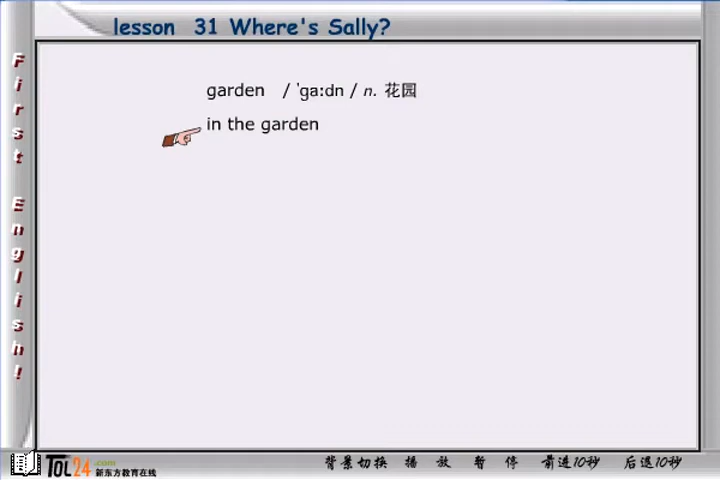 lesson 31 Where's Sally?
First English!
garden / ˈgɑːdn / n. 花园
in the garden
TOL24.com
新东方教育在线
背景切换 播放 暂停 前进10秒 后退10秒